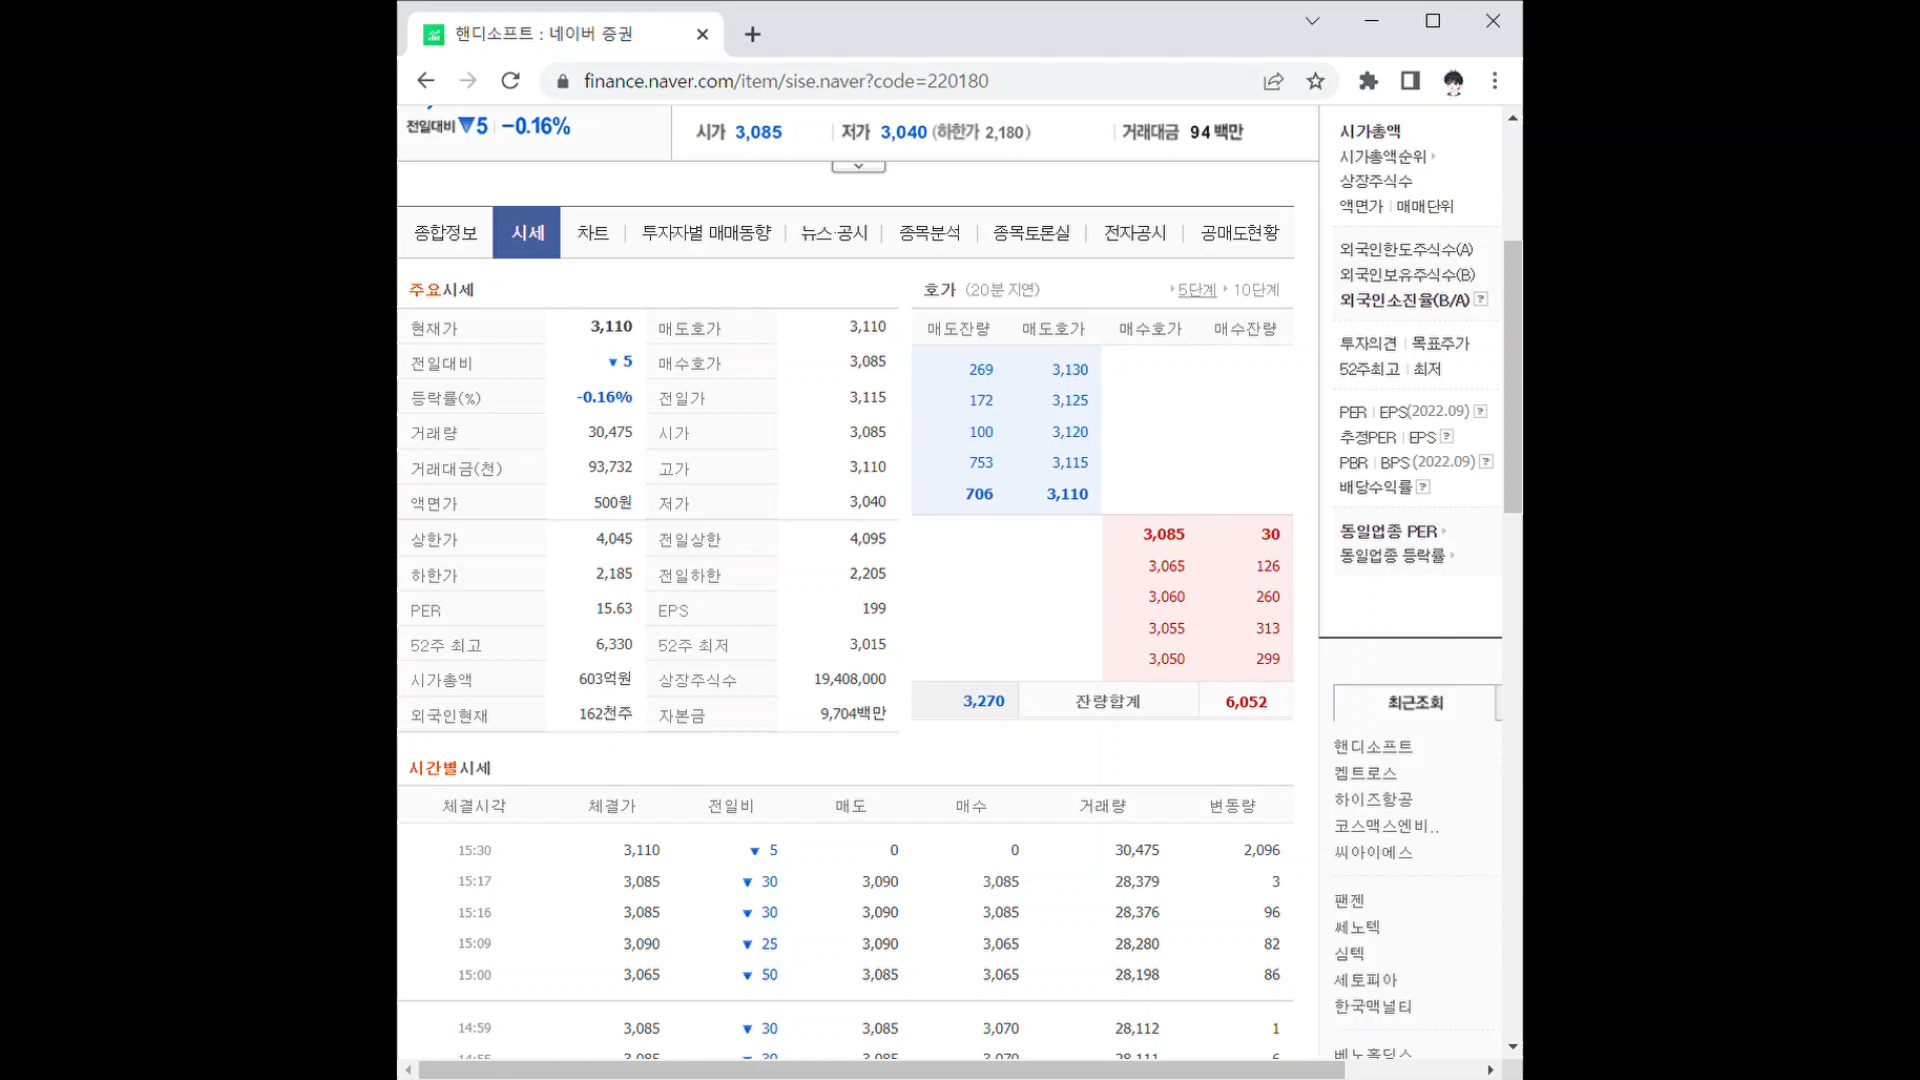 핸디소프트 : 네이버 증권
finance.naver.com/item/sise.naver?code=220180
전일대비 ▼5 | -0.16%
시가 3,085 | 저가 3,040 (하한가 2,180) | 거래대금 94 백만
종합정보 시세 차트 | 투자자별 매매동향 | 뉴스·공시 | 종목분석 | 종목토론실 | 전자공시 | 공매도현황
주요시세
현재가 3,110 매도호가 3,110
전일대비 ▼ 5 매수호가 3,085
등락률(%) -0.16% 전일가 3,115
거래량 30,475 시가 3,085
거래대금(천) 93,732 고가 3,110
액면가 500원 저가 3,040
상한가 4,045 전일상한 4,095
하한가 2,185 전일하한 2,205
PER 15.63 EPS 199
52주 최고 6,330 52주 최저 3,015
시가총액 603억원 상장주식수 19,408,000
외국인현재 162천주 자본금 9,704백만
호가 (20분 지연) 5단계 10단계
매도잔량 매도호가 매수호가 매수잔량
269 3,130
172 3,125
100 3,120
753 3,115
706 3,110
3,085 30
3,065 126
3,060 260
3,055 313
3,050 299
3,270 잔량합계 6,052
시간별시세
체결시각 체결가 전일비 매도 매수 거래량 변동량
15:30 3,110 ▼ 5 0 0 30,475 2,096
15:17 3,085 ▼ 30 3,090 3,085 28,379 3
15:16 3,085 ▼ 30 3,090 3,085 28,376 96
15:09 3,090 ▼ 25 3,090 3,065 28,280 82
15:00 3,065 ▼ 50 3,085 3,065 28,198 86
14:59 3,085 ▼ 30 3,085 3,070 28,112 1
14:55 3,085 ▼ 30 3,085 3,070 28,111 6
시가총액
시가총액순위
상장주식수
액면가 | 매매단위
외국인한도주식수(A)
외국인보유주식수(B)
외국인소진율(B/A) ?
투자의견 | 목표주가
52주최고 | 최저
PER | EPS(2022.09) ?
추정PER | EPS ?
PBR | BPS (2022.09) ?
배당수익률 ?
동일업종 PER
동일업종 등락률
최근조회
핸디소프트
켐트로스
하이즈항공
코스맥스엔비..
씨아이에스
팬젠
쎄노텍
심텍
세토피아
한국맥널티
베노홀딩스